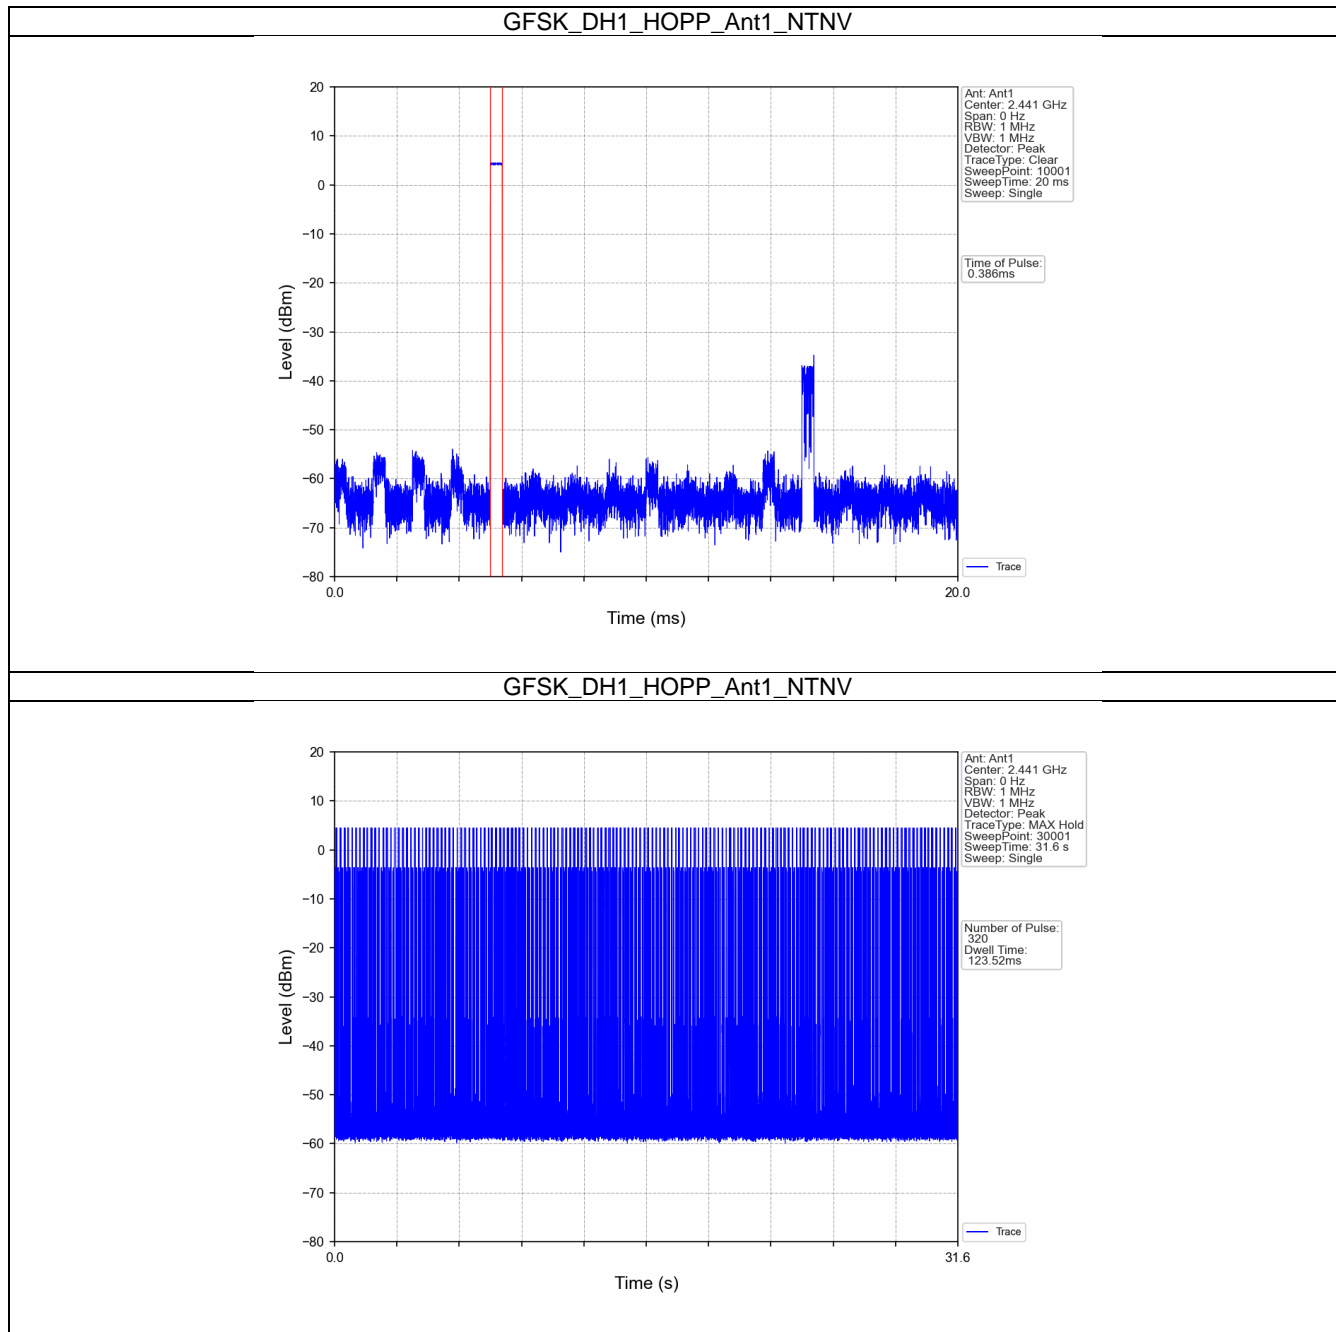 GFSK_DH1_HOPP_Ant1_NTNV
20
10
0
−10
−20
−30
−40
−50
−60
−70
−80
Level (dBm)
0.0
20.0
Time (ms)
Ant: Ant1
Center: 2.441 GHz
Span: 0 Hz
RBW: 1 MHz
VBW: 1 MHz
Detector: Peak
TraceType: Clear
SweepPoint: 10001
SweepTime: 20 ms
Sweep: Single
Time of Pulse:
0.386ms
Trace
GFSK_DH1_HOPP_Ant1_NTNV
20
10
0
−10
−20
−30
−40
−50
−60
−70
−80
Level (dBm)
0.0
31.6
Time (s)
Ant: Ant1
Center: 2.441 GHz
Span: 0 Hz
RBW: 1 MHz
VBW: 1 MHz
Detector: Peak
TraceType: MAX Hold
SweepPoint: 30001
SweepTime: 31.6 s
Sweep: Single
Number of Pulse:
320
Dwell Time:
123.52ms
Trace